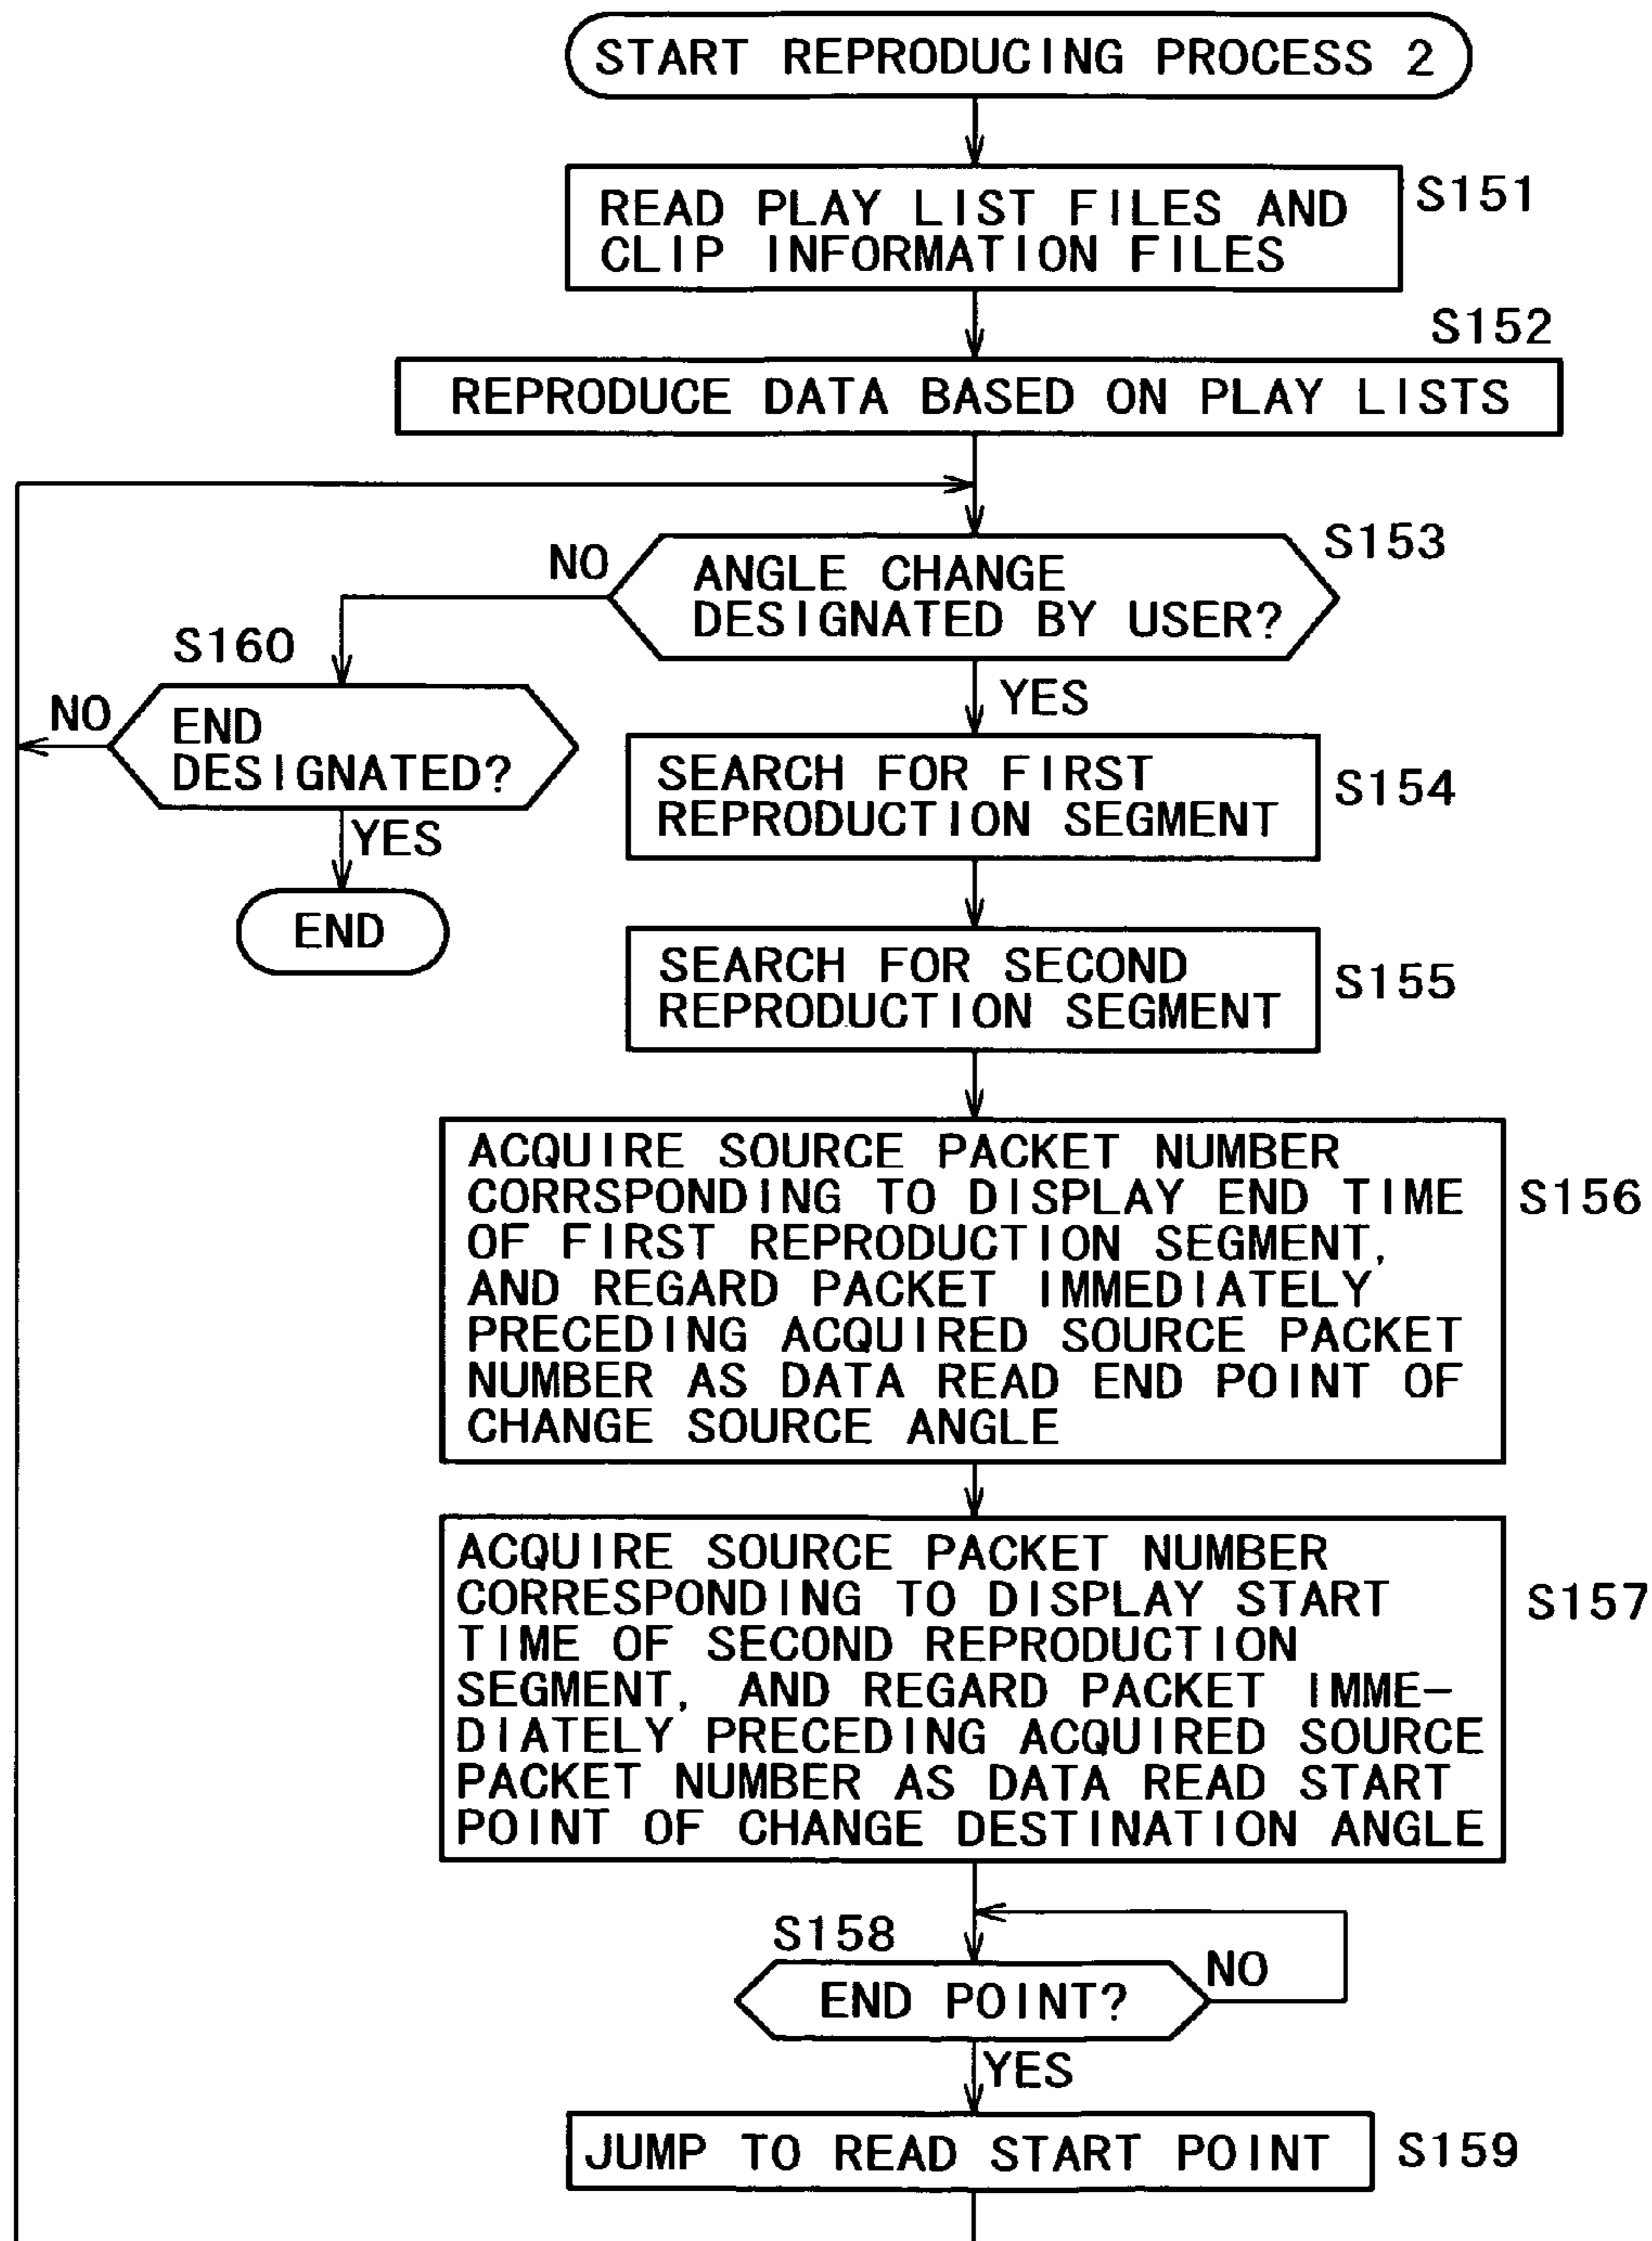 START REPRODUCING PROCESS 2
S151
READ PLAY LIST FILES AND
CLIP INFORMATION FILES
S152
REPRODUCE DATA BASED ON PLAY LISTS
S153
NO
ANGLE CHANGE
DESIGNATED BY USER?
S160
NO
END
DESIGNATED?
YES
YES
END
SEARCH FOR FIRST
REPRODUCTION SEGMENT
S154
SEARCH FOR SECOND
REPRODUCTION SEGMENT
S155
ACQUIRE SOURCE PACKET NUMBER
CORRSPONDING TO DISPLAY END TIME
OF FIRST REPRODUCTION SEGMENT,
AND REGARD PACKET IMMEDIATELY
PRECEDING ACQUIRED SOURCE PACKET
NUMBER AS DATA READ END POINT OF
CHANGE SOURCE ANGLE
S156
ACQUIRE SOURCE PACKET NUMBER
CORRESPONDING TO DISPLAY START
TIME OF SECOND REPRODUCTION
SEGMENT, AND REGARD PACKET IMME-
DIATELY PRECEDING ACQUIRED SOURCE
PACKET NUMBER AS DATA READ START
POINT OF CHANGE DESTINATION ANGLE
S157
S158
END POINT?
NO
YES
JUMP TO READ START POINT
S159